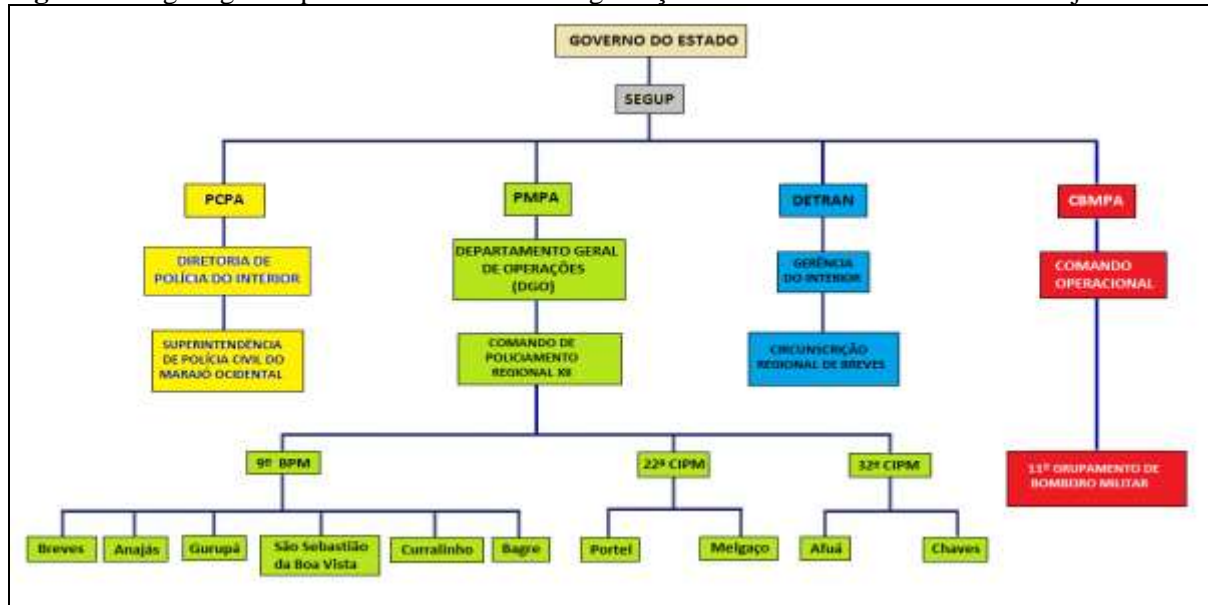 GOVERNO DO ESTADO
SEGUP
PCPA
PMPA
DETRAN
CBMPA
DIRETORIA DE
POLÍCIA DO INTERIOR
DEPARTAMENTO GERAL
DE OPERAÇÕES
(DGO)
GERÊNCIA
DO INTERIOR
COMANDO
OPERACIONAL
SUPERINTENDÊNCIA
DE POLÍCIA CIVIL DO
MARAJÓ OCIDENTAL
COMANDO DE
POLICIAMENTO
REGIONAL XII
CIRCUNSCRIÇÃO
REGIONAL DE BREVES
9º BPM
22ª CIPM
32ª CIPM
11º GRUPAMENTO DE
BOMBEIRO MILITAR
Breves
Anajás
Gurupá
São Sebastião
da Boa Vista
Curralinho
Bagre
Portel
Melgaço
Afuá
Chaves